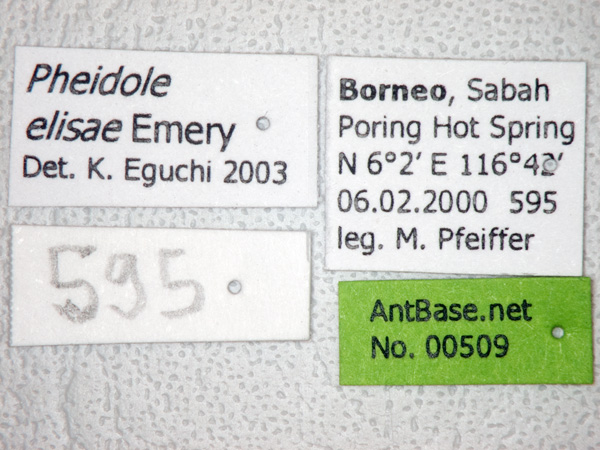 Pheidole
elisae Emery
Det. K. Eguchi 2003
Borneo, Sabah
Poring Hot Spring
N 6°2' E 116°42'
06.02.2000 595
leg. M. Pfeiffer
595
AntBase.net
No. 00509